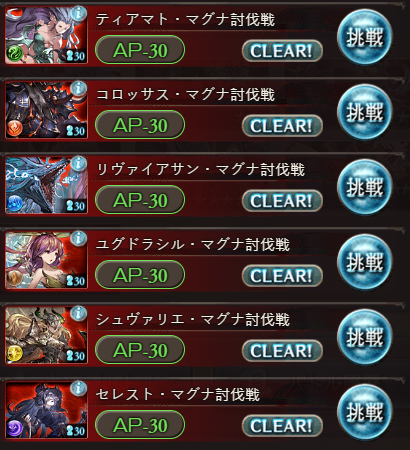 ティアマト・マグナ討伐戦
30
AP-30
CLEAR!
挑戦
コロッサス・マグナ討伐戦
30
AP-30
CLEAR!
挑戦
リヴァイアサン・マグナ討伐戦
30
AP-30
CLEAR!
挑戦
ユグドラシル・マグナ討伐戦
30
AP-30
CLEAR!
挑戦
シュヴァリエ・マグナ討伐戦
30
AP-30
CLEAR!
挑戦
セレスト・マグナ討伐戦
30
AP-30
CLEAR!
挑戦